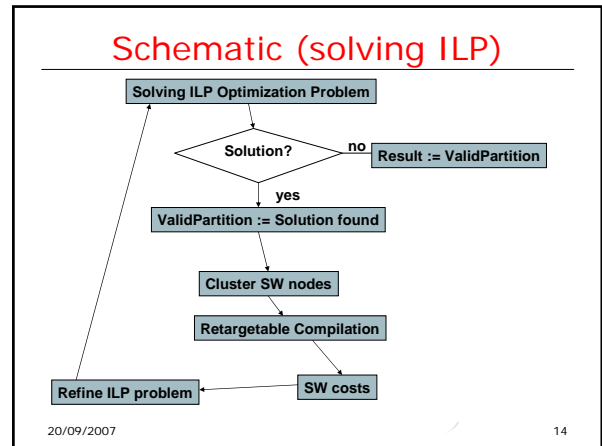 Schematic (solving ILP)
Solving ILP Optimization Problem
Solution?
no
Result := ValidPartition
yes
ValidPartition := Solution found
Cluster SW nodes
Retargetable Compilation
SW costs
Refine ILP problem
20/09/2007
14